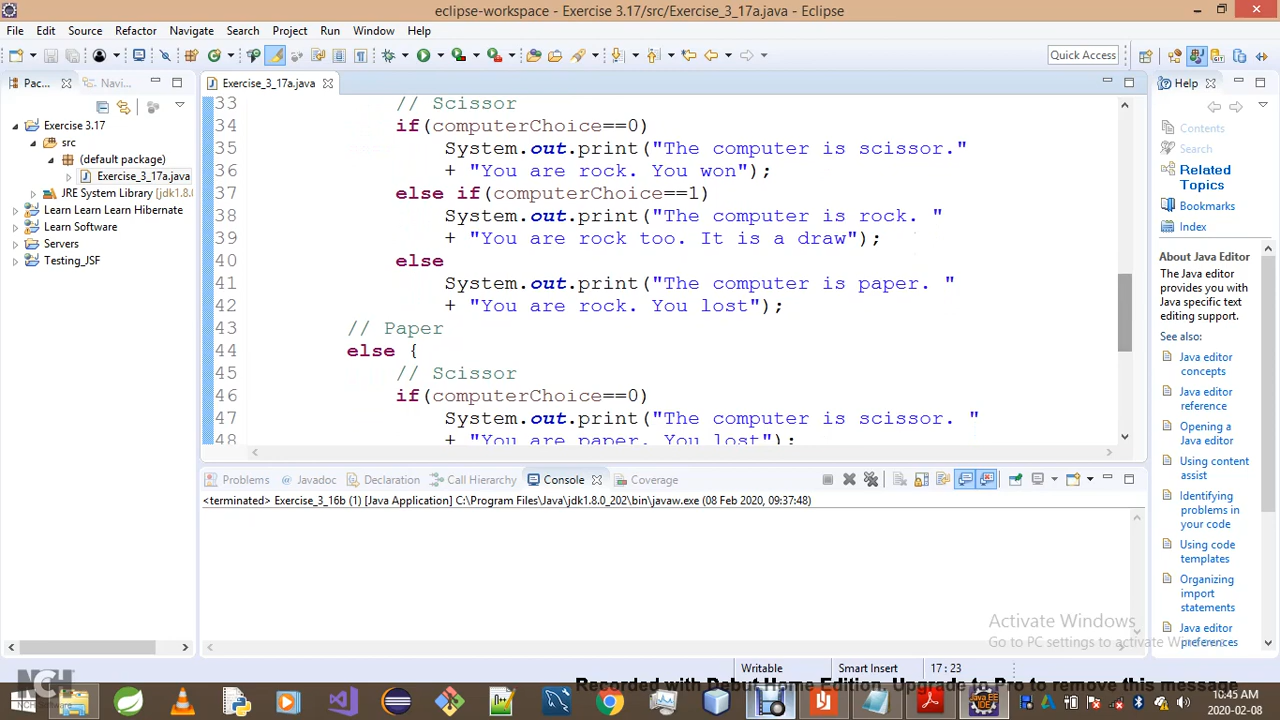 eclipse-workspace - Exercise 3.17/src/Exercise_3_17a.java - Eclipse
File Edit Source Refactor Navigate Search Project Run Window Help
Quick Access
Pac... Navi...
Exercise_3_17a.java
Help
Exercise 3.17
src
(default package)
Exercise_3_17a.java
JRE System Library [jdk1.8.0
Learn Learn Learn Hibernate
Learn Software
Servers
Testing_JSF
33 // Scissor
34 if(computerChoice==0)
35 System.out.print("The computer is scissor."
36 + "You are rock. You won");
37 else if(computerChoice==1)
38 System.out.print("The computer is rock. "
39 + "You are rock too. It is a draw");
40 else
41 System.out.print("The computer is paper. "
42 + "You are rock. You lost");
43 // Paper
44 else {
45 // Scissor
46 if(computerChoice==0)
47 System.out.print("The computer is scissor. "
48 + "You are paper. You lost");
Contents
Search
Related
Topics
Bookmarks
Index
About Java Editor
The Java editor
provides you with
Java specific text
editing support.
See also:
Java editor
concepts
Java editor
reference
Opening a
Java editor
Using content
assist
Identifying
problems in
your code
Using code
templates
Organizing
import
statements
Java editor
preferences
Problems Javadoc Declaration Call Hierarchy Console Coverage
<terminated> Exercise_3_16b (1) [Java Application] C:\Program Files\Java\jdk1.8.0_202\bin\javaw.exe (08 Feb 2020, 09:37:48)
Activate Windows
Go to PC settings to activate Windows.
Writable Smart Insert 17 : 23
NCH
Recorded with Debut Home Edition. Upgrade to Pro to remove this message
10:45 AM
2020-02-08